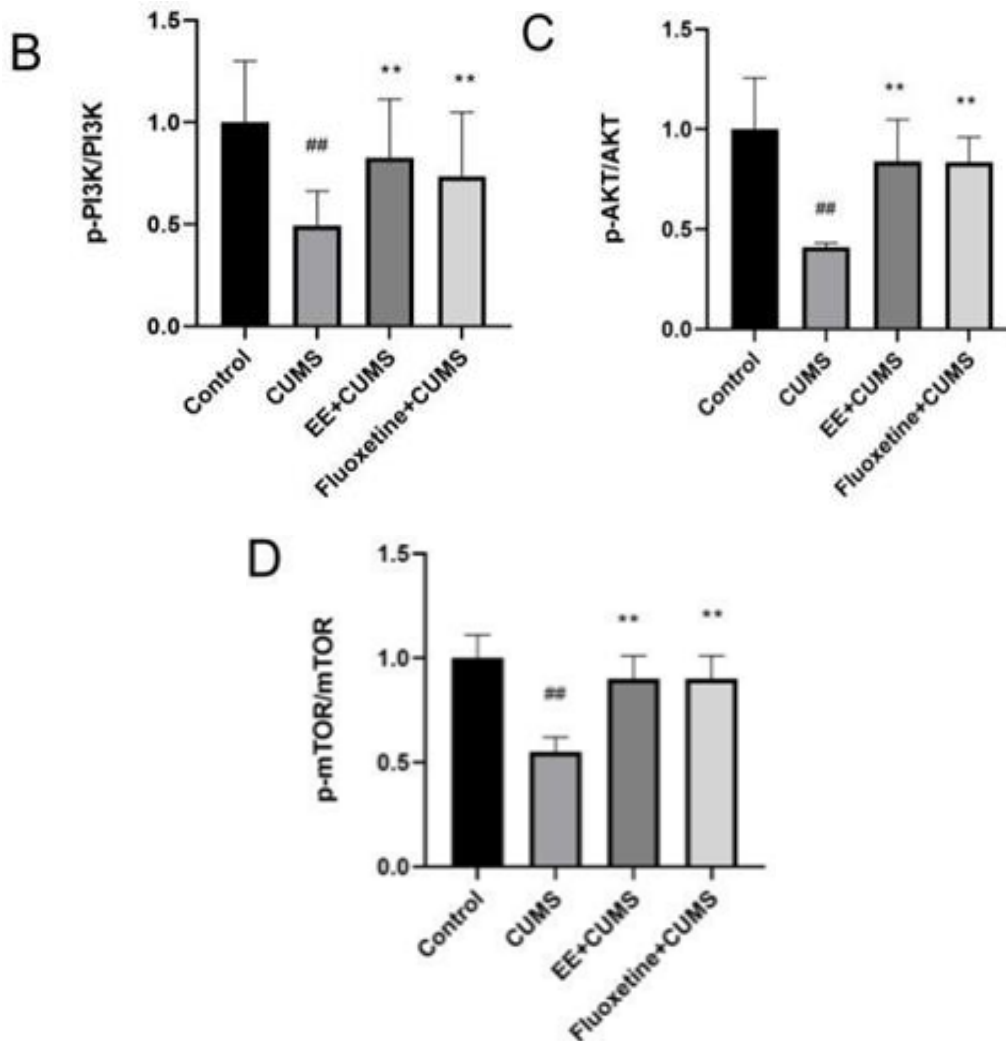 B
p-PI3K/PI3K
1.5
1.0
0.5
0.0
##
**
**
Control
CUMS
EE+CUMS
Fluoxetine+CUMS
C
p-AKT/AKT
1.5
1.0
0.5
0.0
##
**
**
Control
CUMS
EE+CUMS
Fluoxetine+CUMS
D
p-mTOR/mTOR
1.5
1.0
0.5
0.0
##
**
**
Control
CUMS
EE+CUMS
Fluoxetine+CUMS